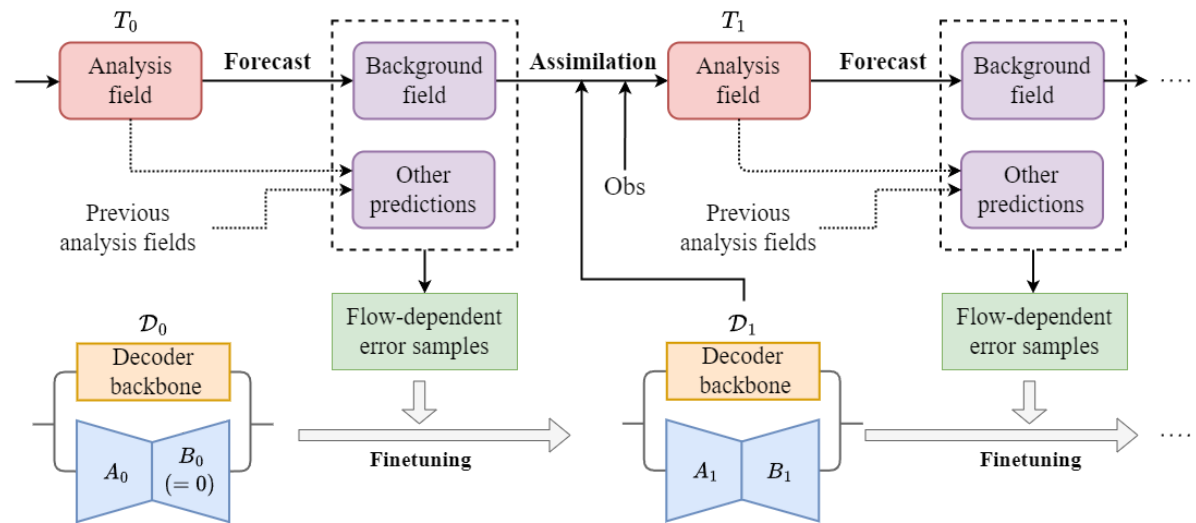 T₀
T₁
Analysis
field
Forecast
Background
field
Assimilation
Analysis
field
Forecast
Background
field
....
Other
predictions
Obs
Other
predictions
Previous
analysis fields
Previous
analysis fields
Flow-dependent
error samples
Flow-dependent
error samples
𝒟₀
Decoder
backbone
𝒟₁
Decoder
backbone
A₀
B₀
(= 0)
Finetuning
A₁
B₁
Finetuning
....